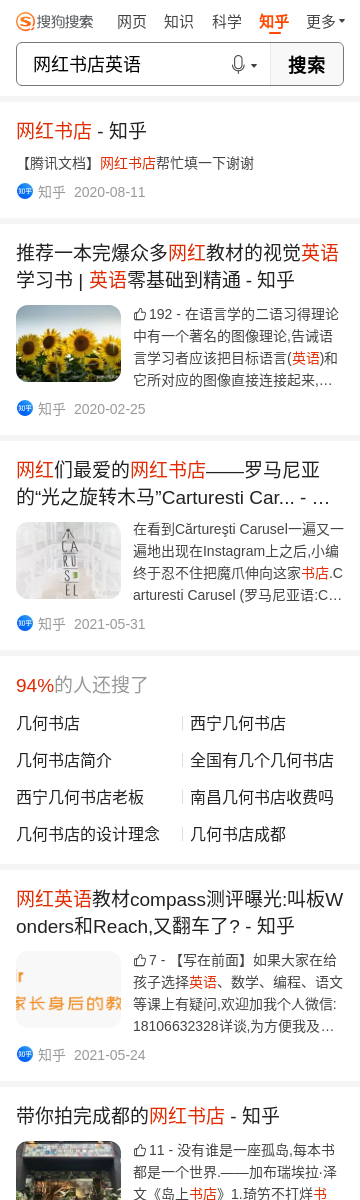 搜狗搜索 网页 知识 科学 知乎 更多
网红书店英语 搜索
网红书店 - 知乎
【腾讯文档】网红书店帮忙填一下谢谢
知乎 知乎 2020-08-11
推荐一本完爆众多网红教材的视觉英语
学习书 | 英语零基础到精通 - 知乎
192 - 在语言学的二语习得理论
中有一个著名的图像理论,告诫语
言学习者应该把目标语言(英语)和
它所对应的图像直接连接起来,…
知乎 知乎 2020-02-25
网红们最爱的网红书店——罗马尼亚
的“光之旋转木马”Carturesti Car... - …
CARUSEL
在看到Cărtureşti Carusel一遍又一
遍地出现在Instagram上之后,小编
终于忍不住把魔爪伸向这家书店.C
arturesti Carusel (罗马尼亚语:C…
知乎 知乎 2021-05-31
94%的人还搜了
几何书店 西宁几何书店
几何书店简介 全国有几个几何书店
西宁几何书店老板 南昌几何书店收费吗
几何书店的设计理念 几何书店成都
网红英语教材compass测评曝光:叫板W
onders和Reach,又翻车了? - 知乎
r
家长身后的教
7 - 【写在前面】如果大家在给
孩子选择英语、数学、编程、语文
等课上有疑问,欢迎加我个人微信:
18106632328详谈,为方便我及…
知乎 知乎 2021-05-24
带你拍完成都的网红书店 - 知乎
11 - 没有谁是一座孤岛,每本书
都是一个世界.——加布瑞埃拉·泽
文《岛上书店》1.琦笏不打烊书